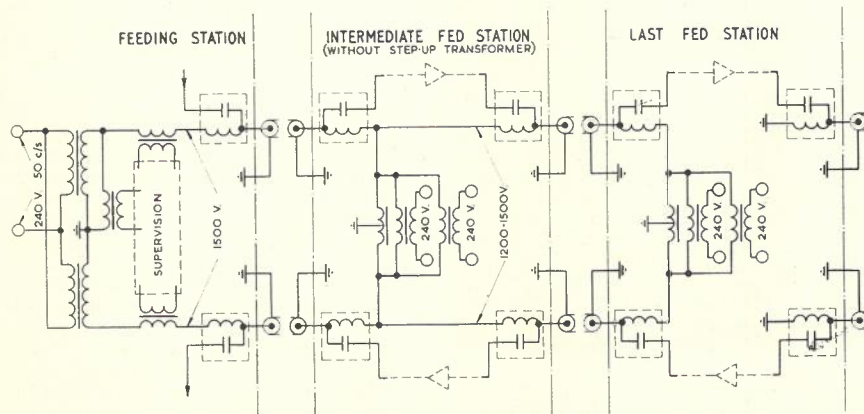 FEEDING STATION
INTERMEDIATE FED STATION
(WITHOUT STEP-UP TRANSFORMER)
LAST FED STATION
240 V. 50 c/s
SUPERVISION
1500 V.
240 V.
240 V.
1200-1500V
240 V.
240 V.